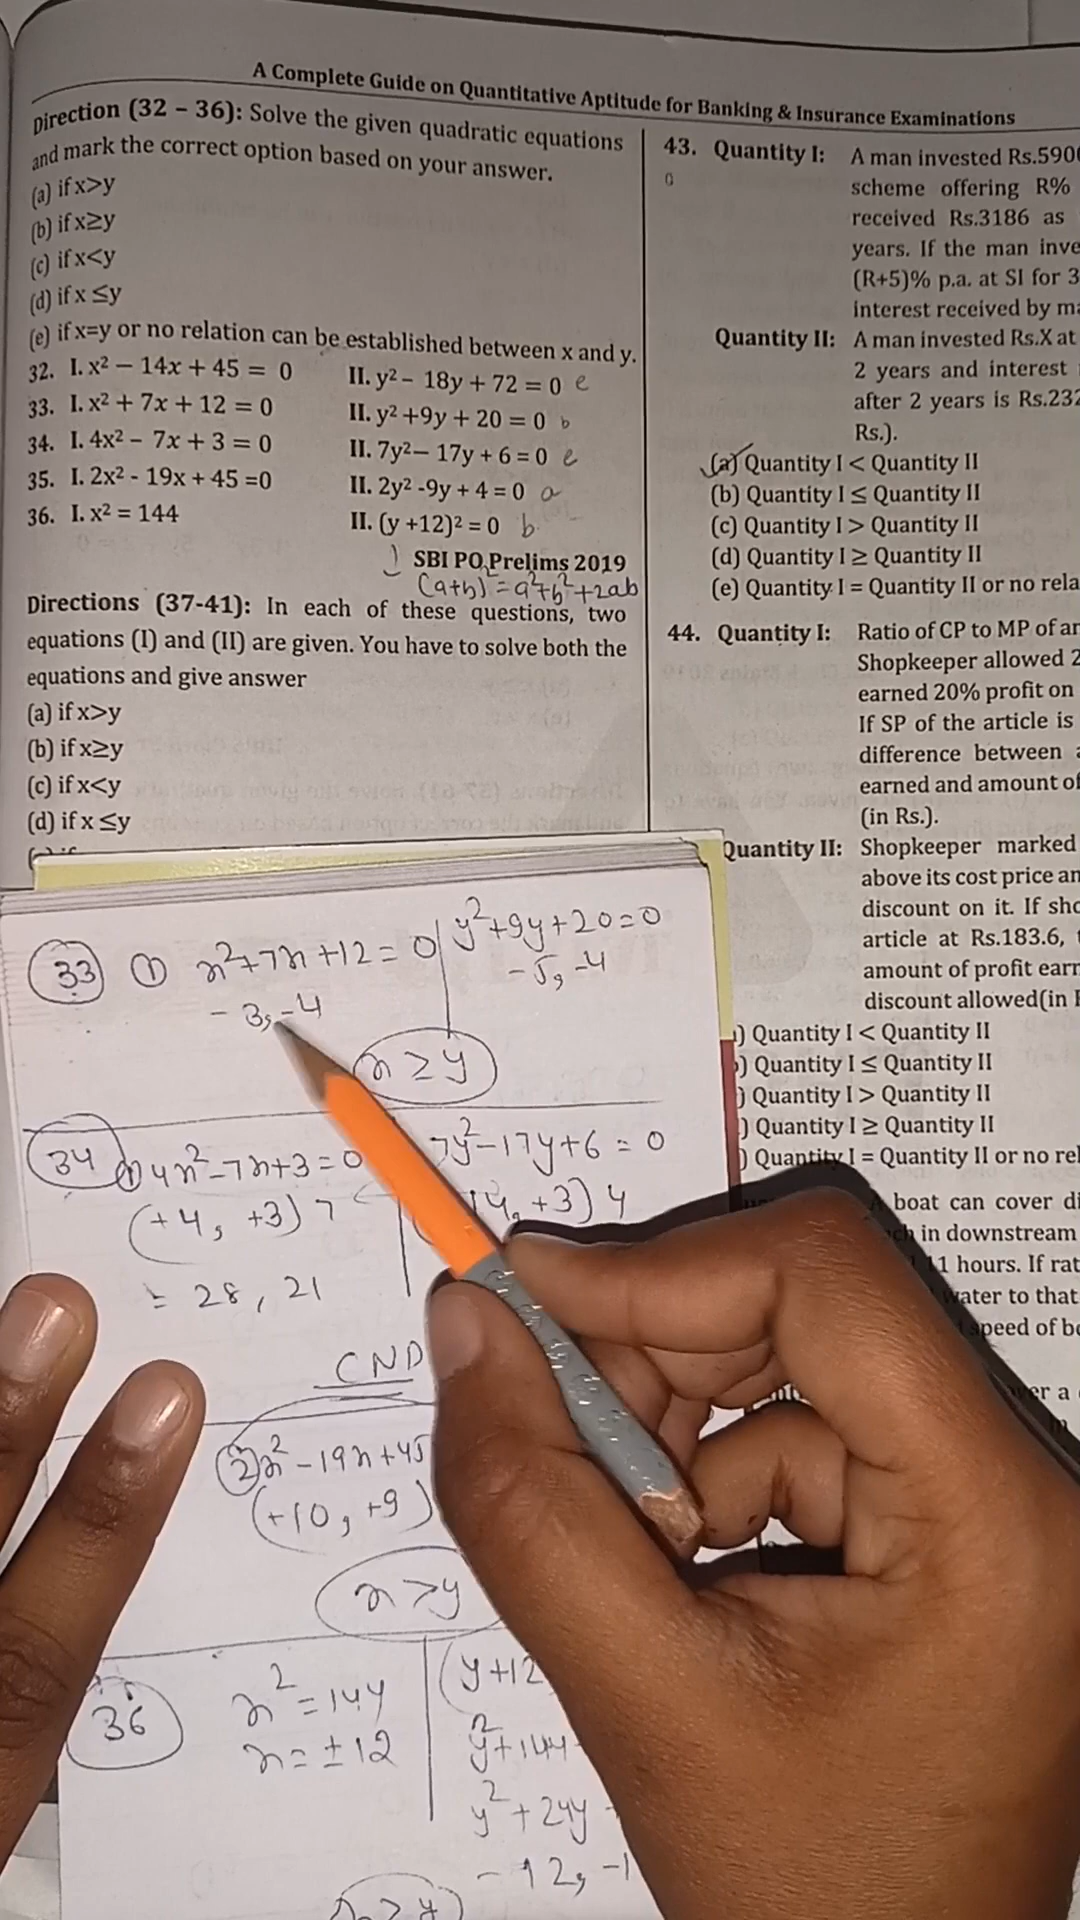 A Complete Guide on Quantitative Aptitude for Banking & Insurance Examinations
Direction (32 – 36): Solve the given quadratic equations
and mark the correct option based on your answer.
(a) if x>y
(b) if x≥y
(c) if x<y
(d) if x ≤y
(e) if x=y or no relation can be established between x and y.
32. I. x² − 14x + 45 = 0 II. y² − 18y + 72 = 0 e
33. I. x² + 7x + 12 = 0 II. y² +9y + 20 = 0 b
34. I. 4x² − 7x + 3 = 0 II. 7y²− 17y + 6 = 0 e
35. I. 2x² - 19x + 45 =0 II. 2y² -9y + 4 = 0 a
36. I. x² = 144 II. (y +12)² = 0 b
SBI PO Prelims 2019
(a+b)² = a²+b²+2ab
Directions (37-41): In each of these questions, two
equations (I) and (II) are given. You have to solve both the
equations and give answer
(a) if x>y
(b) if x≥y
(c) if x<y
(d) if x ≤y
43. Quantity I: A man invested Rs.590
scheme offering R%
received Rs.3186 as
years. If the man inve
(R+5)% p.a. at SI for 3
interest received by
Quantity II: A man invested Rs.X at
2 years and interest
after 2 years is Rs.232
Rs.).
(a) Quantity I < Quantity II
(b) Quantity I ≤ Quantity II
(c) Quantity I > Quantity II
(d) Quantity I ≥ Quantity II
(e) Quantity I = Quantity II or no rela
44. Quantity I: Ratio of CP to MP of an
Shopkeeper allowed 2
earned 20% profit on
If SP of the article is
difference between
earned and amount of
(in Rs.).
Quantity II: Shopkeeper marked
above its cost price an
discount on it. If sho
article at Rs.183.6,
amount of profit earn
discount allowed(in
) Quantity I < Quantity II
) Quantity I ≤ Quantity II
) Quantity I > Quantity II
) Quantity I ≥ Quantity II
) Quantity I = Quantity II or no rel
boat can cover di
in downstream
11 hours. If rat
water to that
speed of bo
er a
33 ① x²+7x+12=0 y²+9y+20=0
-3, -4 -5, -4
x ≥ y
34 ① 4x²-7x+3=0 7y²-17y+6=0
(+4, +3) 7 14, +3) 4
= 28, 21
CND
2x²-19x+45
(+10, +9)
x > y
36 x²=144 (y+12
x=±12 y²+144
y²+24y
-12, -1